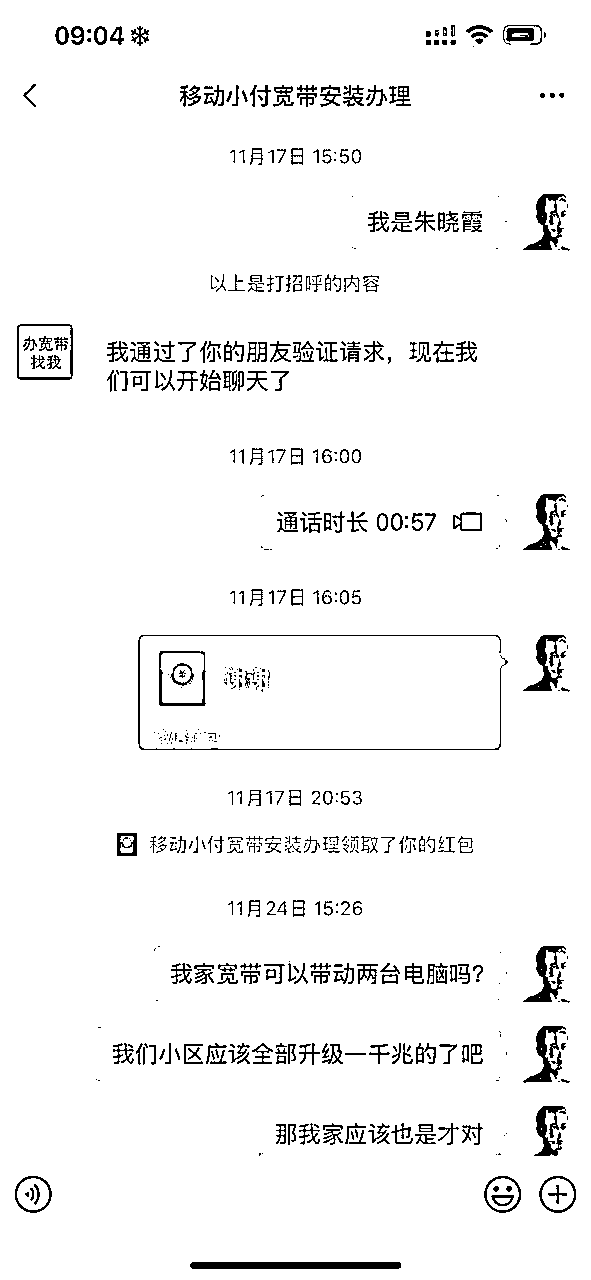 09:04
移动小付宽带安装办理
11月17日 15:50
我是朱晓霞
以上是打招呼的内容
办宽带
找我
我通过了你的朋友验证请求，现在我
们可以开始聊天了
11月17日 16:00
通话时长 00:57
11月17日 16:05
谢谢
11月17日 20:53
移动小付宽带安装办理领取了你的红包
11月24日 15:26
我家宽带可以带动两台电脑吗?
我们小区应该全部升级一千兆的了吧
那我家应该也是才对